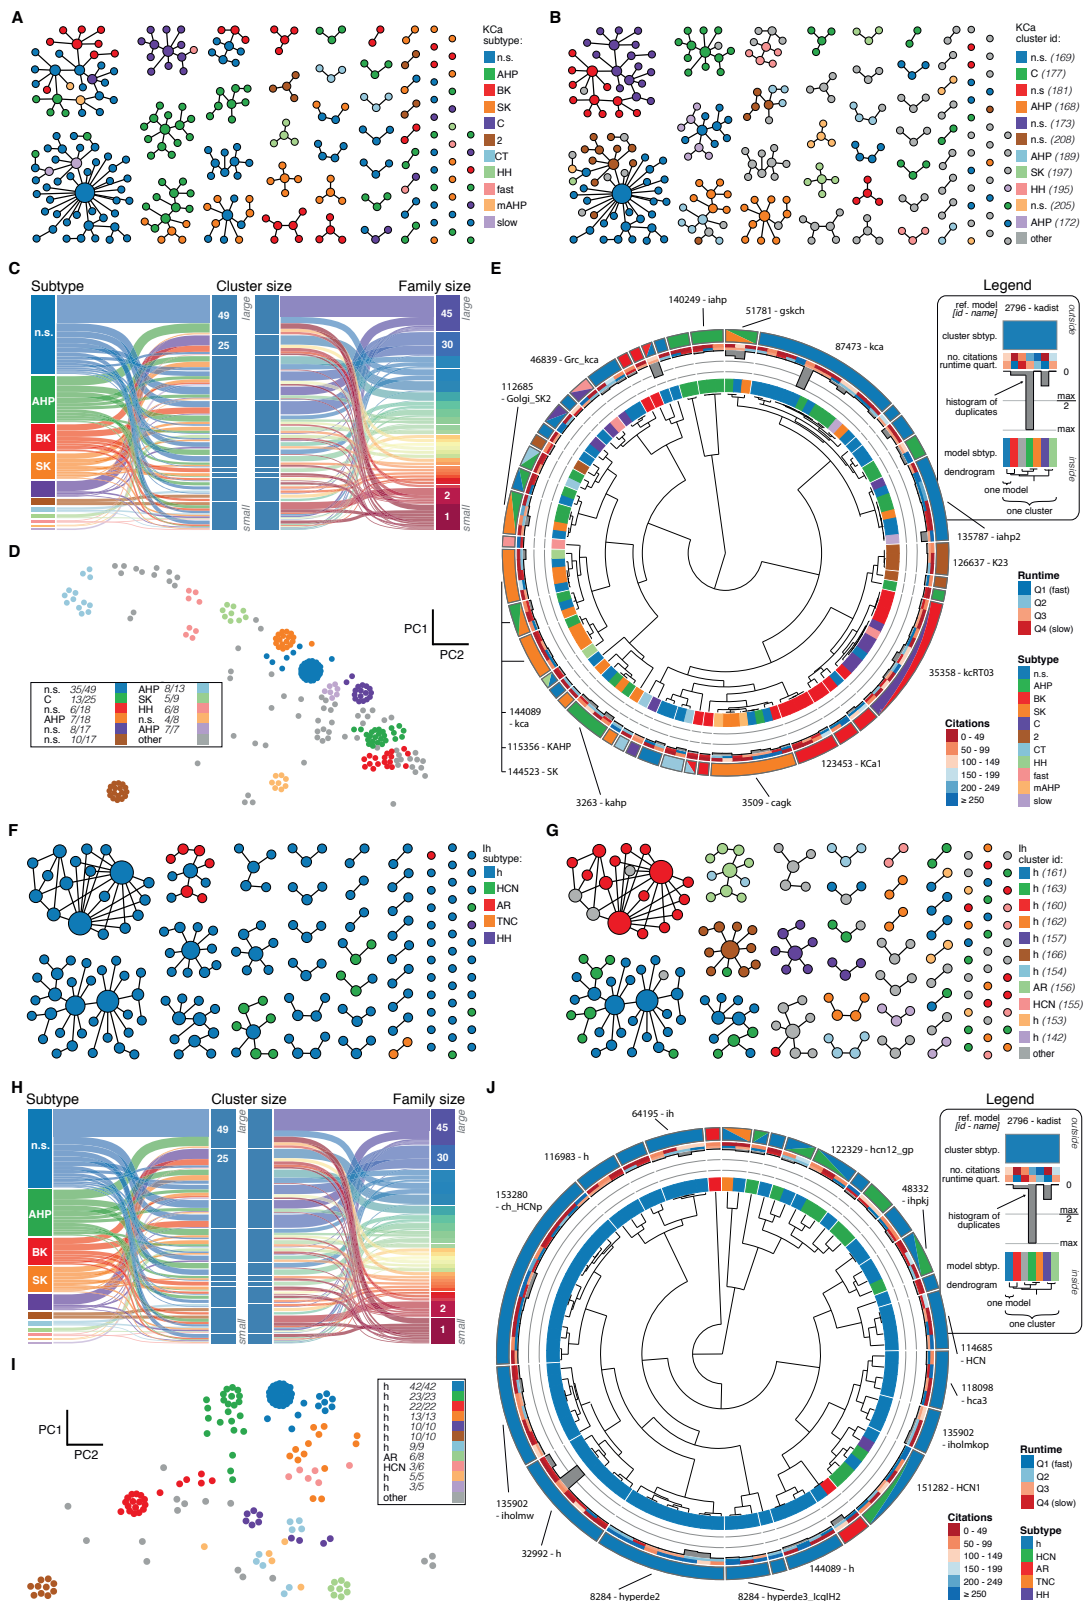 A
KCa
subtype:
n.s.
AHP
BK
SK
C
2
CT
HH
fast
mAHP
slow
B
KCa
cluster id:
n.s. (169)
C (177)
n.s (181)
AHP (168)
n.s. (173)
n.s. (208)
AHP (189)
SK (197)
HH (195)
n.s. (205)
AHP (172)
other
C
Subtype
Cluster size
Family size
n.s.
AHP
BK
SK
49
25
large
small
45
30
2
1
large
small
D
PC1
PC2
n.s. 35/49
C 13/25
n.s. 6/18
AHP 7/18
n.s. 8/17
n.s. 10/17
AHP 8/13
SK 5/9
HH 6/8
n.s. 4/8
AHP 7/7
other
E
140249 - iahp
51781 - gskch
87473 - kca
46839 - Grc_kca
112685
- Golgi_SK2
135787 - iahp2
126637 - K23
35358 - kcRT03
123453 - KCa1
3509 - cagk
3263 - kahp
144523 - SK
115356 - KAHP
144089
- kca
Legend
ref. model
[id - name]
2796 - kadist
cluster sbtyp.
no. citations
runtime quart.
0
histogram of
duplicates
max
2
max
model sbtyp.
dendrogram
one model
one cluster
outside
inside
Runtime
Q1 (fast)
Q2
Q3
Q4 (slow)
Subtype
n.s.
AHP
BK
SK
C
2
CT
HH
fast
mAHP
slow
Citations
0 - 49
50 - 99
100 - 149
150 - 199
200 - 249
≥ 250
F
Ih
subtype:
h
HCN
AR
TNC
HH
G
Ih
cluster id:
h (161)
h (163)
h (160)
h (162)
h (157)
h (166)
h (154)
AR (156)
HCN (155)
h (153)
h (142)
other
H
Subtype
Cluster size
Family size
n.s.
AHP
BK
SK
49
25
large
small
45
30
2
1
large
small
I
PC1
PC2
h 42/42
h 23/23
h 22/22
h 13/13
h 10/10
h 10/10
h 9/9
AR 6/8
HCN 3/6
h 5/5
h 3/5
other
J
64195 - ih
116983 - h
122329 - hcn12_gp
153280
- ch_HCNp
48332
- ihpkj
114685
- HCN
118098
- hca3
135902
- iholmkop
151282 - HCN1
144089 - h
8284 - hyperde3_lcqIH2
8284 - hyperde2
32992 - h
135902
- iholmw
Legend
ref. model
[id - name]
2796 - kadist
cluster sbtyp.
no. citations
runtime quart.
0
histogram of
duplicates
max
2
max
model sbtyp.
dendrogram
one model
one cluster
outside
inside
Runtime
Q1 (fast)
Q2
Q3
Q4 (slow)
Citations
0 - 49
50 - 99
100 - 149
150 - 199
200 - 249
≥ 250
Subtype
h
HCN
AR
TNC
HH